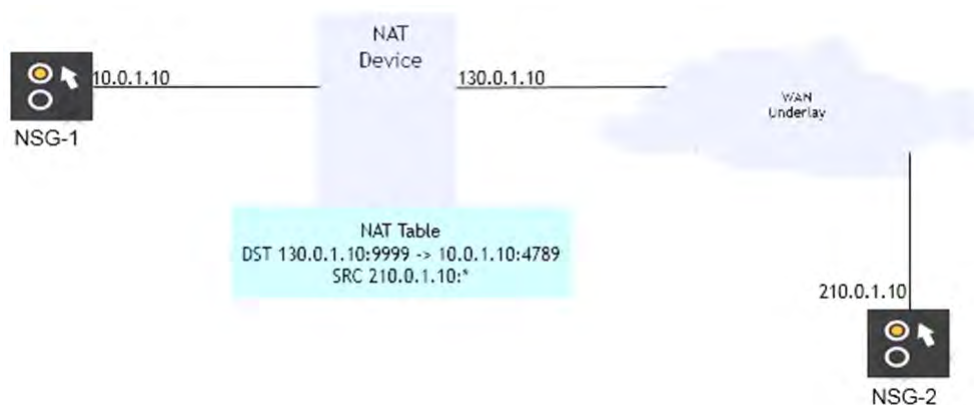 NAT
Device
10.0.1.10
130.0.1.10
WAN
Underlay
NSG-1
NAT Table
DST 130.0.1.10:9999 -> 10.0.1.10:4789
SRC 210.0.1.10:*
210.0.1.10
NSG-2